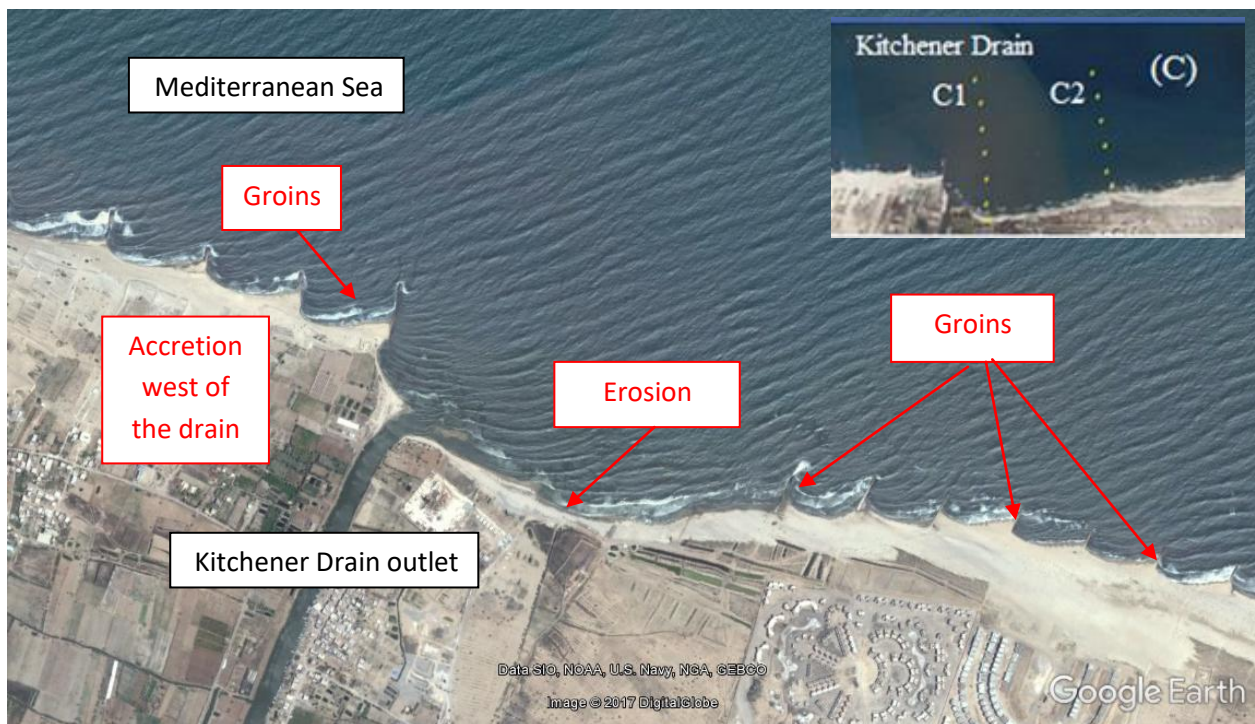 Mediterranean Sea
Kitchener Drain
(C)
C1
C2
Groins
Groins
Accretion
west of
the drain
Erosion
Kitchener Drain outlet
Data SIO, NOAA, U.S. Navy, NGA, GEBCO
Image © 2017 DigitalGlobe
Google Earth